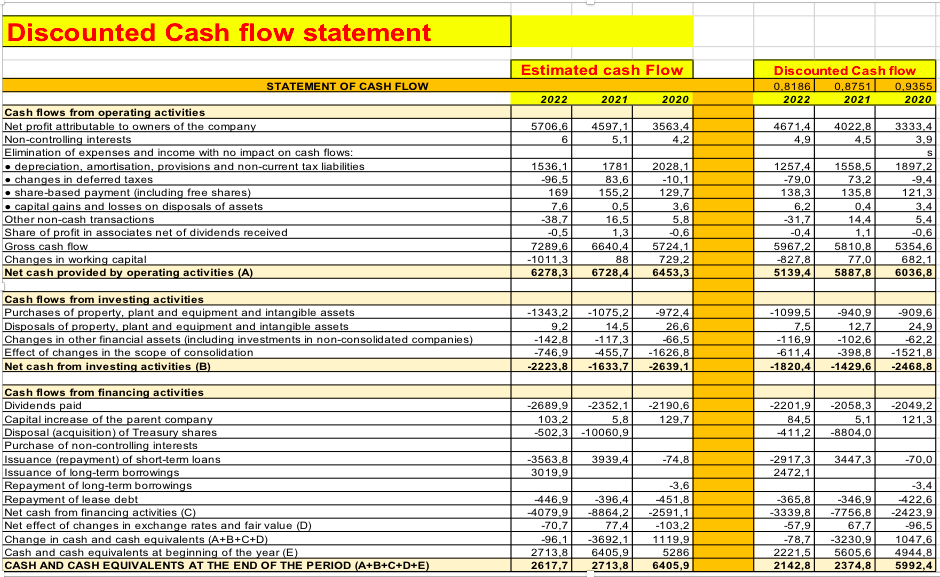 Discounted Cash flow statement
Estimated cash Flow Discounted Cash flow
STATEMENT OF CASH FLOW 0,8186 0,8751 0,9355
2022 2021 2020 2022 2021 2020
Cash flows from operating activities
Net profit attributable to owners of the company 5706,6 4597,1 3563,4 4671,4 4022,8 3333,4
Non-controlling interests 6 5,1 4,2 4,9 4,5 3,9
Elimination of expenses and income with no impact on cash flows: s
• depreciation, amortisation, provisions and non-current tax liabilities 1536,1 1781 2028,1 1257,4 1558,5 1897,2
• changes in deferred taxes -96,5 83,6 -10,1 -79,0 73,2 -9,4
• share-based payment (including free shares) 169 155,2 129,7 138,3 135,8 121,3
• capital gains and losses on disposals of assets 7,6 0,5 3,6 6,2 0,4 3,4
Other non-cash transactions -38,7 16,5 5,8 -31,7 14,4 5,4
Share of profit in associates net of dividends received -0,5 1,3 -0,6 -0,4 1,1 -0,6
Gross cash flow 7289,6 6640,4 5724,1 5967,2 5810,8 5354,6
Changes in working capital -1011,3 88 729,2 -827,8 77,0 682,1
Net cash provided by operating activities (A) 6278,3 6728,4 6453,3 5139,4 5887,8 6036,8
Cash flows from investing activities
Purchases of property, plant and equipment and intangible assets -1343,2 -1075,2 -972,4 -1099,5 -940,9 -909,6
Disposals of property, plant and equipment and intangible assets 9,2 14,5 26,6 7,5 12,7 24,9
Changes in other financial assets (including investments in non-consolidated companies) -142,8 -117,3 -66,5 -116,9 -102,6 -62,2
Effect of changes in the scope of consolidation -746,9 -455,7 -1626,8 -611,4 -398,8 -1521,8
Net cash from investing activities (B) -2223,8 -1633,7 -2639,1 -1820,4 -1429,6 -2468,8
Cash flows from financing activities
Dividends paid -2689,9 -2352,1 -2190,6 -2201,9 -2058,3 -2049,2
Capital increase of the parent company 103,2 5,8 129,7 84,5 5,1 121,3
Disposal (acquisition) of Treasury shares -502,3 -10060,9 -411,2 -8804,0
Purchase of non-controlling interests
Issuance (repayment) of short-term loans -3563,8 3939,4 -74,8 -2917,3 3447,3 -70,0
Issuance of long-term borrowings 3019,9 2472,1
Repayment of long-term borrowings -3,6 -3,4
Repayment of lease debt -446,9 -396,4 -451,8 -365,8 -346,9 -422,6
Net cash from financing activities (C) -4079,9 -8864,2 -2591,1 -3339,8 -7756,8 -2423,9
Net effect of changes in exchange rates and fair value (D) -70,7 77,4 -103,2 -57,9 67,7 -96,5
Change in cash and cash equivalents (A+B+C+D) -96,1 -3692,1 1119,9 -78,7 -3230,9 1047,6
Cash and cash equivalents at beginning of the year (E) 2713,8 6405,9 5286 2221,5 5605,6 4944,8
CASH AND CASH EQUIVALENTS AT THE END OF THE PERIOD (A+B+C+D+E) 2617,7 2713,8 6405,9 2142,8 2374,8 5992,4